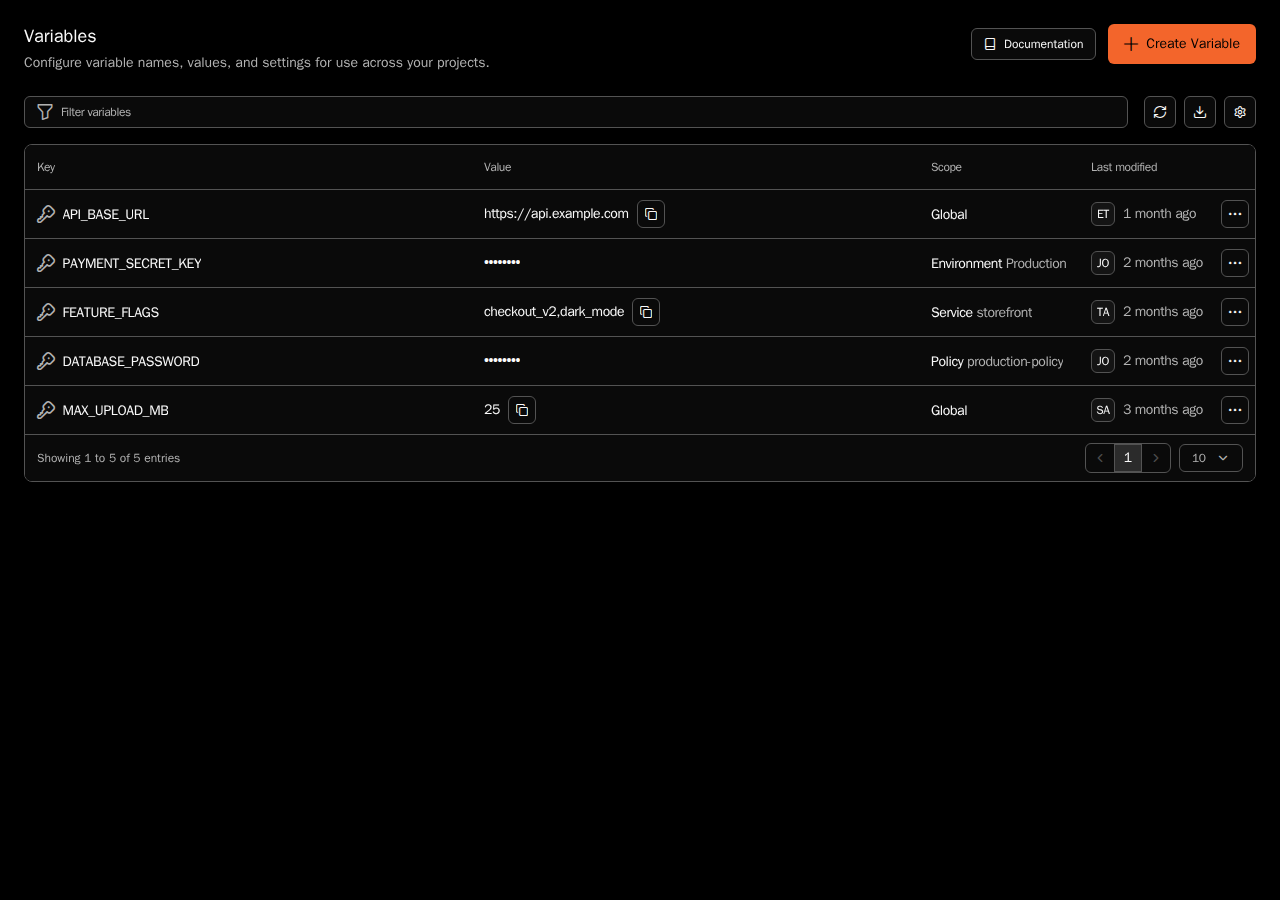 Variables
Configure variable names, values, and settings for use across your projects.
Documentation
Create Variable
Filter variables
Key Value Scope Last modified
API_BASE_URL https://api.example.com Global ET 1 month ago
PAYMENT_SECRET_KEY •••••••• Environment Production JO 2 months ago
FEATURE_FLAGS checkout_v2,dark_mode Service storefront TA 2 months ago
DATABASE_PASSWORD •••••••• Policy production-policy JO 2 months ago
MAX_UPLOAD_MB 25 Global SA 3 months ago
Showing 1 to 5 of 5 entries 1 10